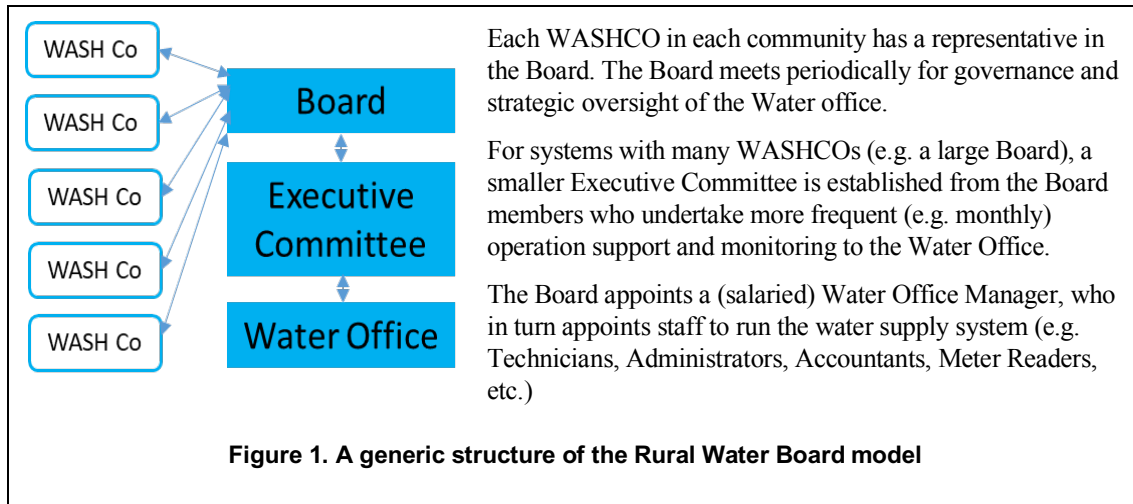 WASH Co
WASH Co
WASH Co
WASH Co
WASH Co
Board
Executive
Committee
Water Office
Each WASHCO in each community has a representative in
the Board. The Board meets periodically for governance and
strategic oversight of the Water office.
For systems with many WASHCOs (e.g. a large Board), a
smaller Executive Committee is established from the Board
members who undertake more frequent (e.g. monthly)
operation support and monitoring to the Water Office.
The Board appoints a (salaried) Water Office Manager, who
in turn appoints staff to run the water supply system (e.g.
Technicians, Administrators, Accountants, Meter Readers,
etc.)
Figure 1. A generic structure of the Rural Water Board model